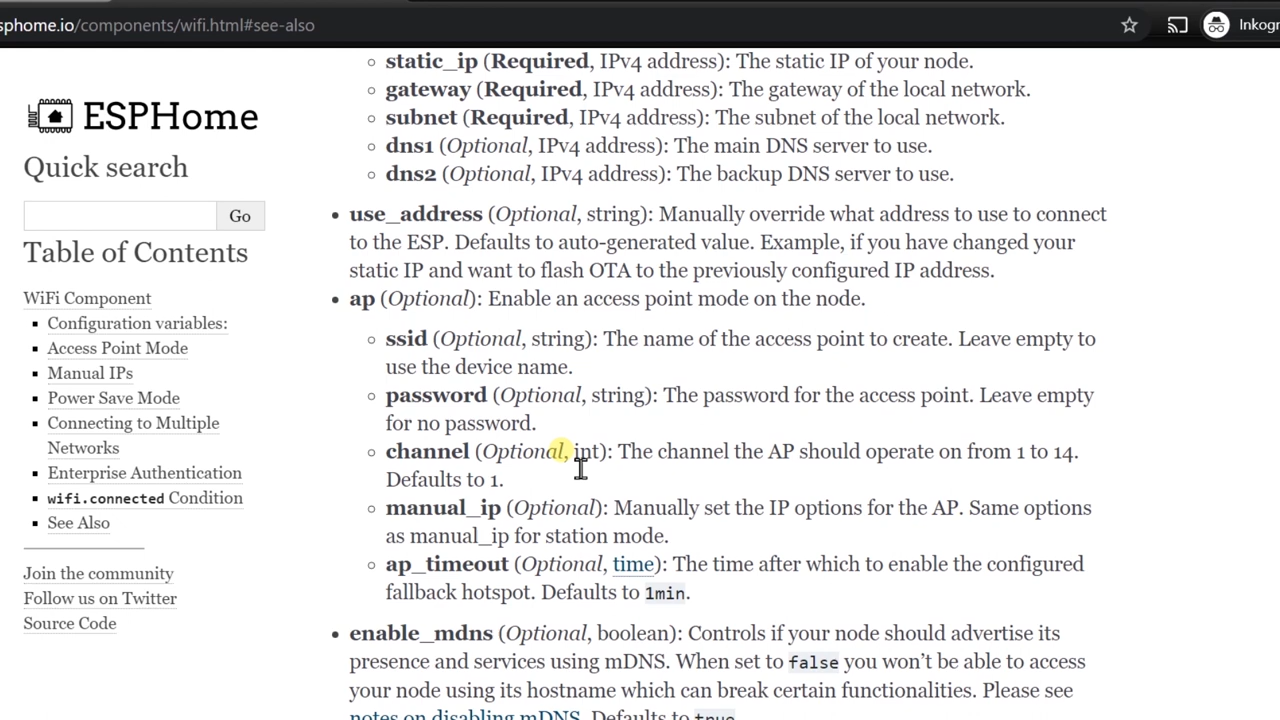 sphome.io/components/wifi.html#see-also
Inkogr
ESPHome
Quick search
Go
Table of Contents
WiFi Component
Configuration variables:
Access Point Mode
Manual IPs
Power Save Mode
Connecting to Multiple
Networks
Enterprise Authentication
wifi.connected Condition
See Also
Join the community
Follow us on Twitter
Source Code
static_ip (Required, IPv4 address): The static IP of your node.
gateway (Required, IPv4 address): The gateway of the local network.
subnet (Required, IPv4 address): The subnet of the local network.
dns1 (Optional, IPv4 address): The main DNS server to use.
dns2 (Optional, IPv4 address): The backup DNS server to use.
use_address (Optional, string): Manually override what address to use to connect
to the ESP. Defaults to auto-generated value. Example, if you have changed your
static IP and want to flash OTA to the previously configured IP address.
ap (Optional): Enable an access point mode on the node.
ssid (Optional, string): The name of the access point to create. Leave empty to
use the device name.
password (Optional, string): The password for the access point. Leave empty
for no password.
channel (Optional, int): The channel the AP should operate on from 1 to 14.
Defaults to 1.
manual_ip (Optional): Manually set the IP options for the AP. Same options
as manual_ip for station mode.
ap_timeout (Optional, time): The time after which to enable the configured
fallback hotspot. Defaults to 1min.
enable_mdns (Optional, boolean): Controls if your node should advertise its
presence and services using mDNS. When set to false you won't be able to access
your node using its hostname which can break certain functionalities. Please see
notes on disabling mDNS. Defaults to true.